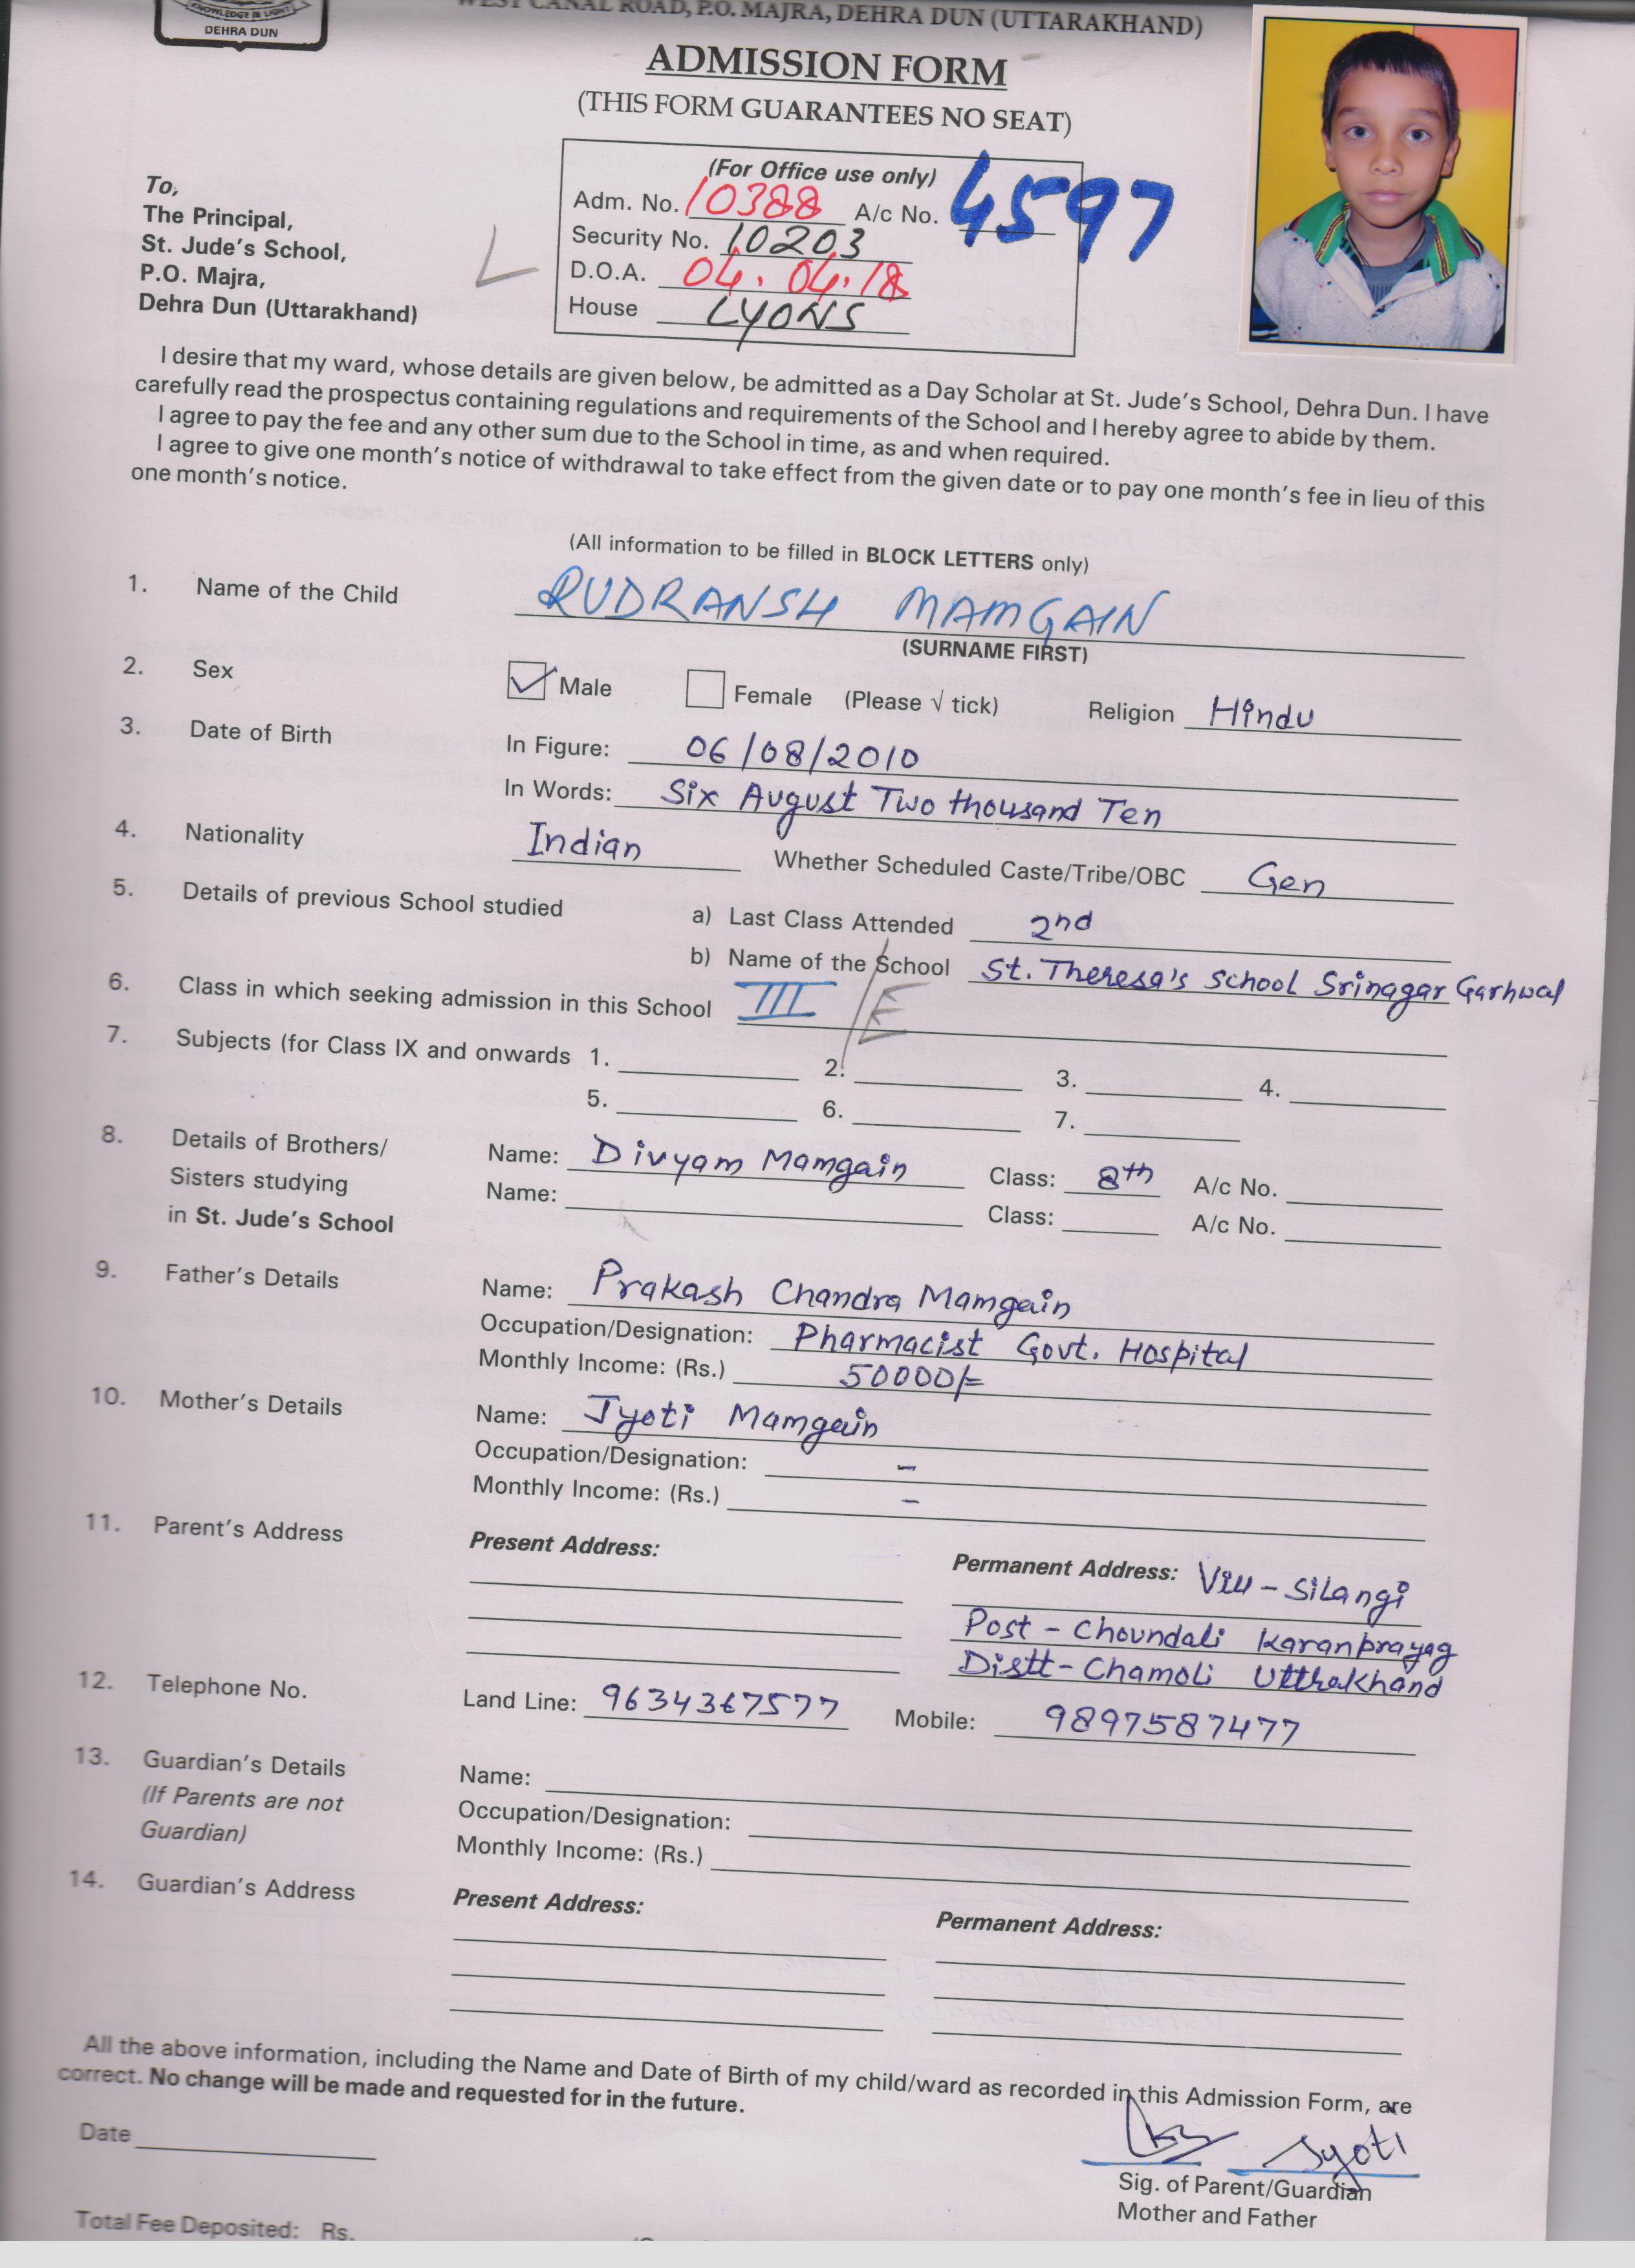 KNOWLEDGE IS LIGHT
DEHRA DUN
WEST CANAL ROAD, P.O. MAJRA, DEHRA DUN (UTTARAKHAND)
ADMISSION FORM
(THIS FORM GUARANTEES NO SEAT)
To,
The Principal,
St. Jude's School,
P.O. Majra,
Dehra Dun (Uttarakhand)
(For Office use only)
Adm. No. 10388 A/c No. 4597
Security No. 10203
D.O.A. 04.04.18
House LYONS
I desire that my ward, whose details are given below, be admitted as a Day Scholar at St. Jude's School, Dehra Dun. I have
carefully read the prospectus containing regulations and requirements of the School and I hereby agree to abide by them.
I agree to pay the fee and any other sum due to the School in time, as and when required.
I agree to give one month's notice of withdrawal to take effect from the given date or to pay one month's fee in lieu of this
one month's notice.
(All information to be filled in BLOCK LETTERS only)
1. Name of the Child RUDRANSH MAMGAIN
(SURNAME FIRST)
2. Sex Male Female (Please √ tick) Religion Hindu
3. Date of Birth In Figure: 06/08/2010
In Words: Six August Two thousand Ten
4. Nationality Indian Whether Scheduled Caste/Tribe/OBC Gen
5. Details of previous School studied a) Last Class Attended 2nd
b) Name of the School St. Theresa's School Srinagar Garhwal
6. Class in which seeking admission in this School III / E
7. Subjects (for Class IX and onwards 1. 2. 3. 4.
5. 6. 7.
8. Details of Brothers/ Name: Divyam Mamgain Class: 8th A/c No.
Sisters studying Name: Class: A/c No.
in St. Jude's School
9. Father's Details Name: Prakash Chandra Mamgain
Occupation/Designation: Pharmacist Govt. Hospital
Monthly Income: (Rs.) 50000/=
10. Mother's Details Name: Jyoti Mamgain
Occupation/Designation: -
Monthly Income: (Rs.) -
11. Parent's Address Present Address: Permanent Address: Vill - Silangi
Post - Choundali Karanprayag
Distt - Chamoli Utthrakhand
12. Telephone No. Land Line: 9634367577 Mobile: 9897587477
13. Guardian's Details Name:
(If Parents are not Occupation/Designation:
Guardian) Monthly Income: (Rs.)
14. Guardian's Address Present Address: Permanent Address:
All the above information, including the Name and Date of Birth of my child/ward as recorded in this Admission Form, are
correct. No change will be made and requested for in the future.
Date
Jyoti
Sig. of Parent/Guardian
Mother and Father
Total Fee Deposited: Rs.